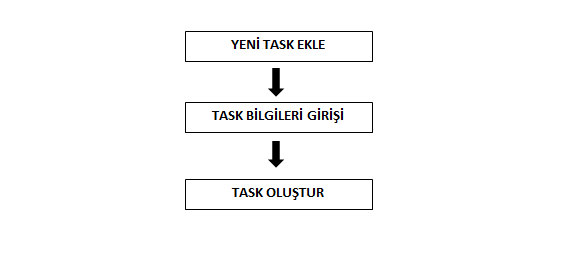 YENİ TASK EKLE
TASK BİLGİLERİ GİRİŞİ
TASK OLUŞTUR